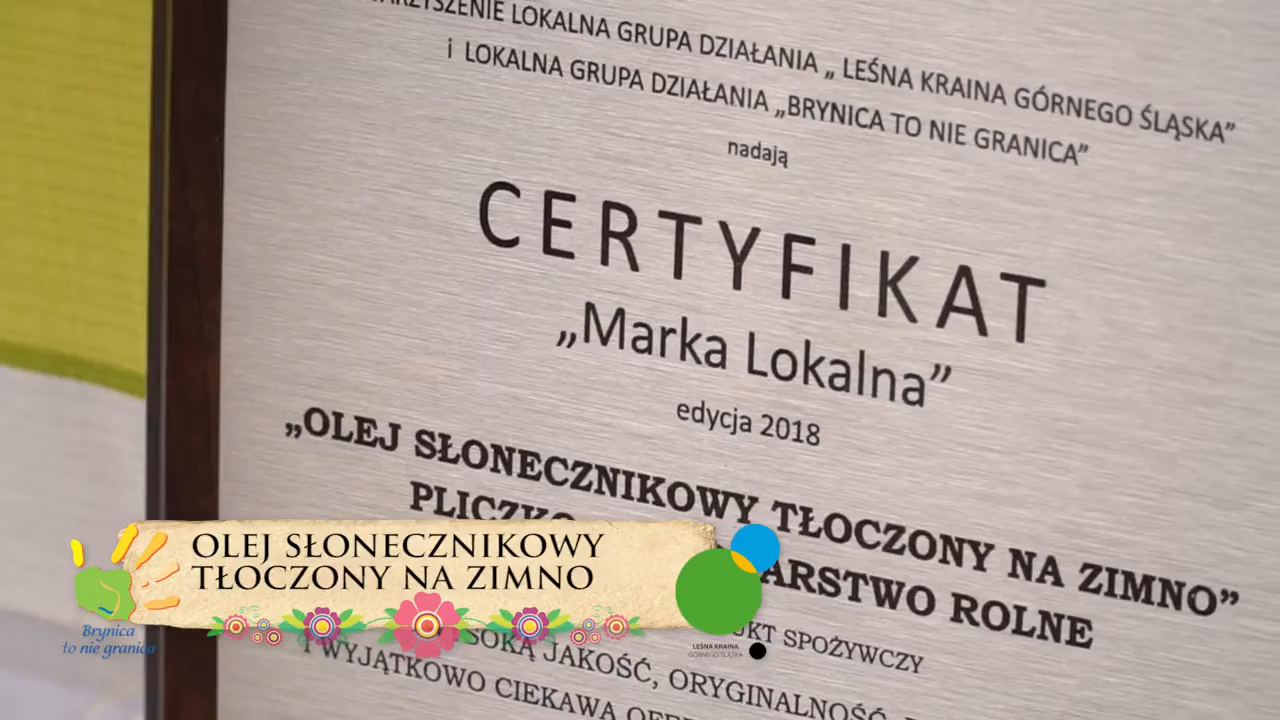 LOKALNA GRUPA DZIAŁANIA „ LEŚNA KRAINA GÓRNEGO ŚLĄSKA”
i LOKALNA GRUPA DZIAŁANIA „BRYNICA TO NIE GRANICA”
nadają
CERTYFIKAT
„Marka Lokalna”
edycja 2018
„OLEJ SŁONECZNIKOWY TŁOCZONY NA ZIMNO”
ROLNE
SPOŻYWCZY
JAKOŚĆ, ORYGINALNOŚĆ
I WYJĄTKOWO CIEKAWA
OLEJ SŁONECZNIKOWY
TŁOCZONY NA ZIMNO
Brynica
to nie granica
LEŚNA KRAINA
GÓRNEGO ŚLĄSKA